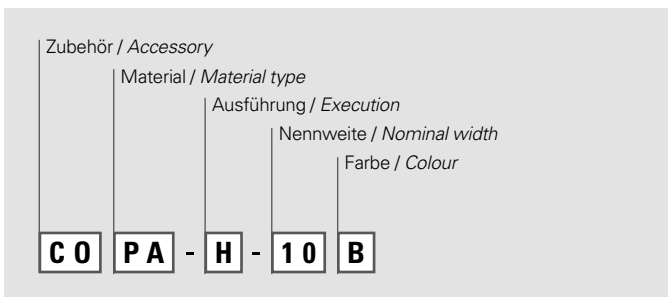 Zubehör / Accessory
Material / Material type
Ausführung / Execution
Nennweite / Nominal width
Farbe / Colour
CO PA - H - 10 B